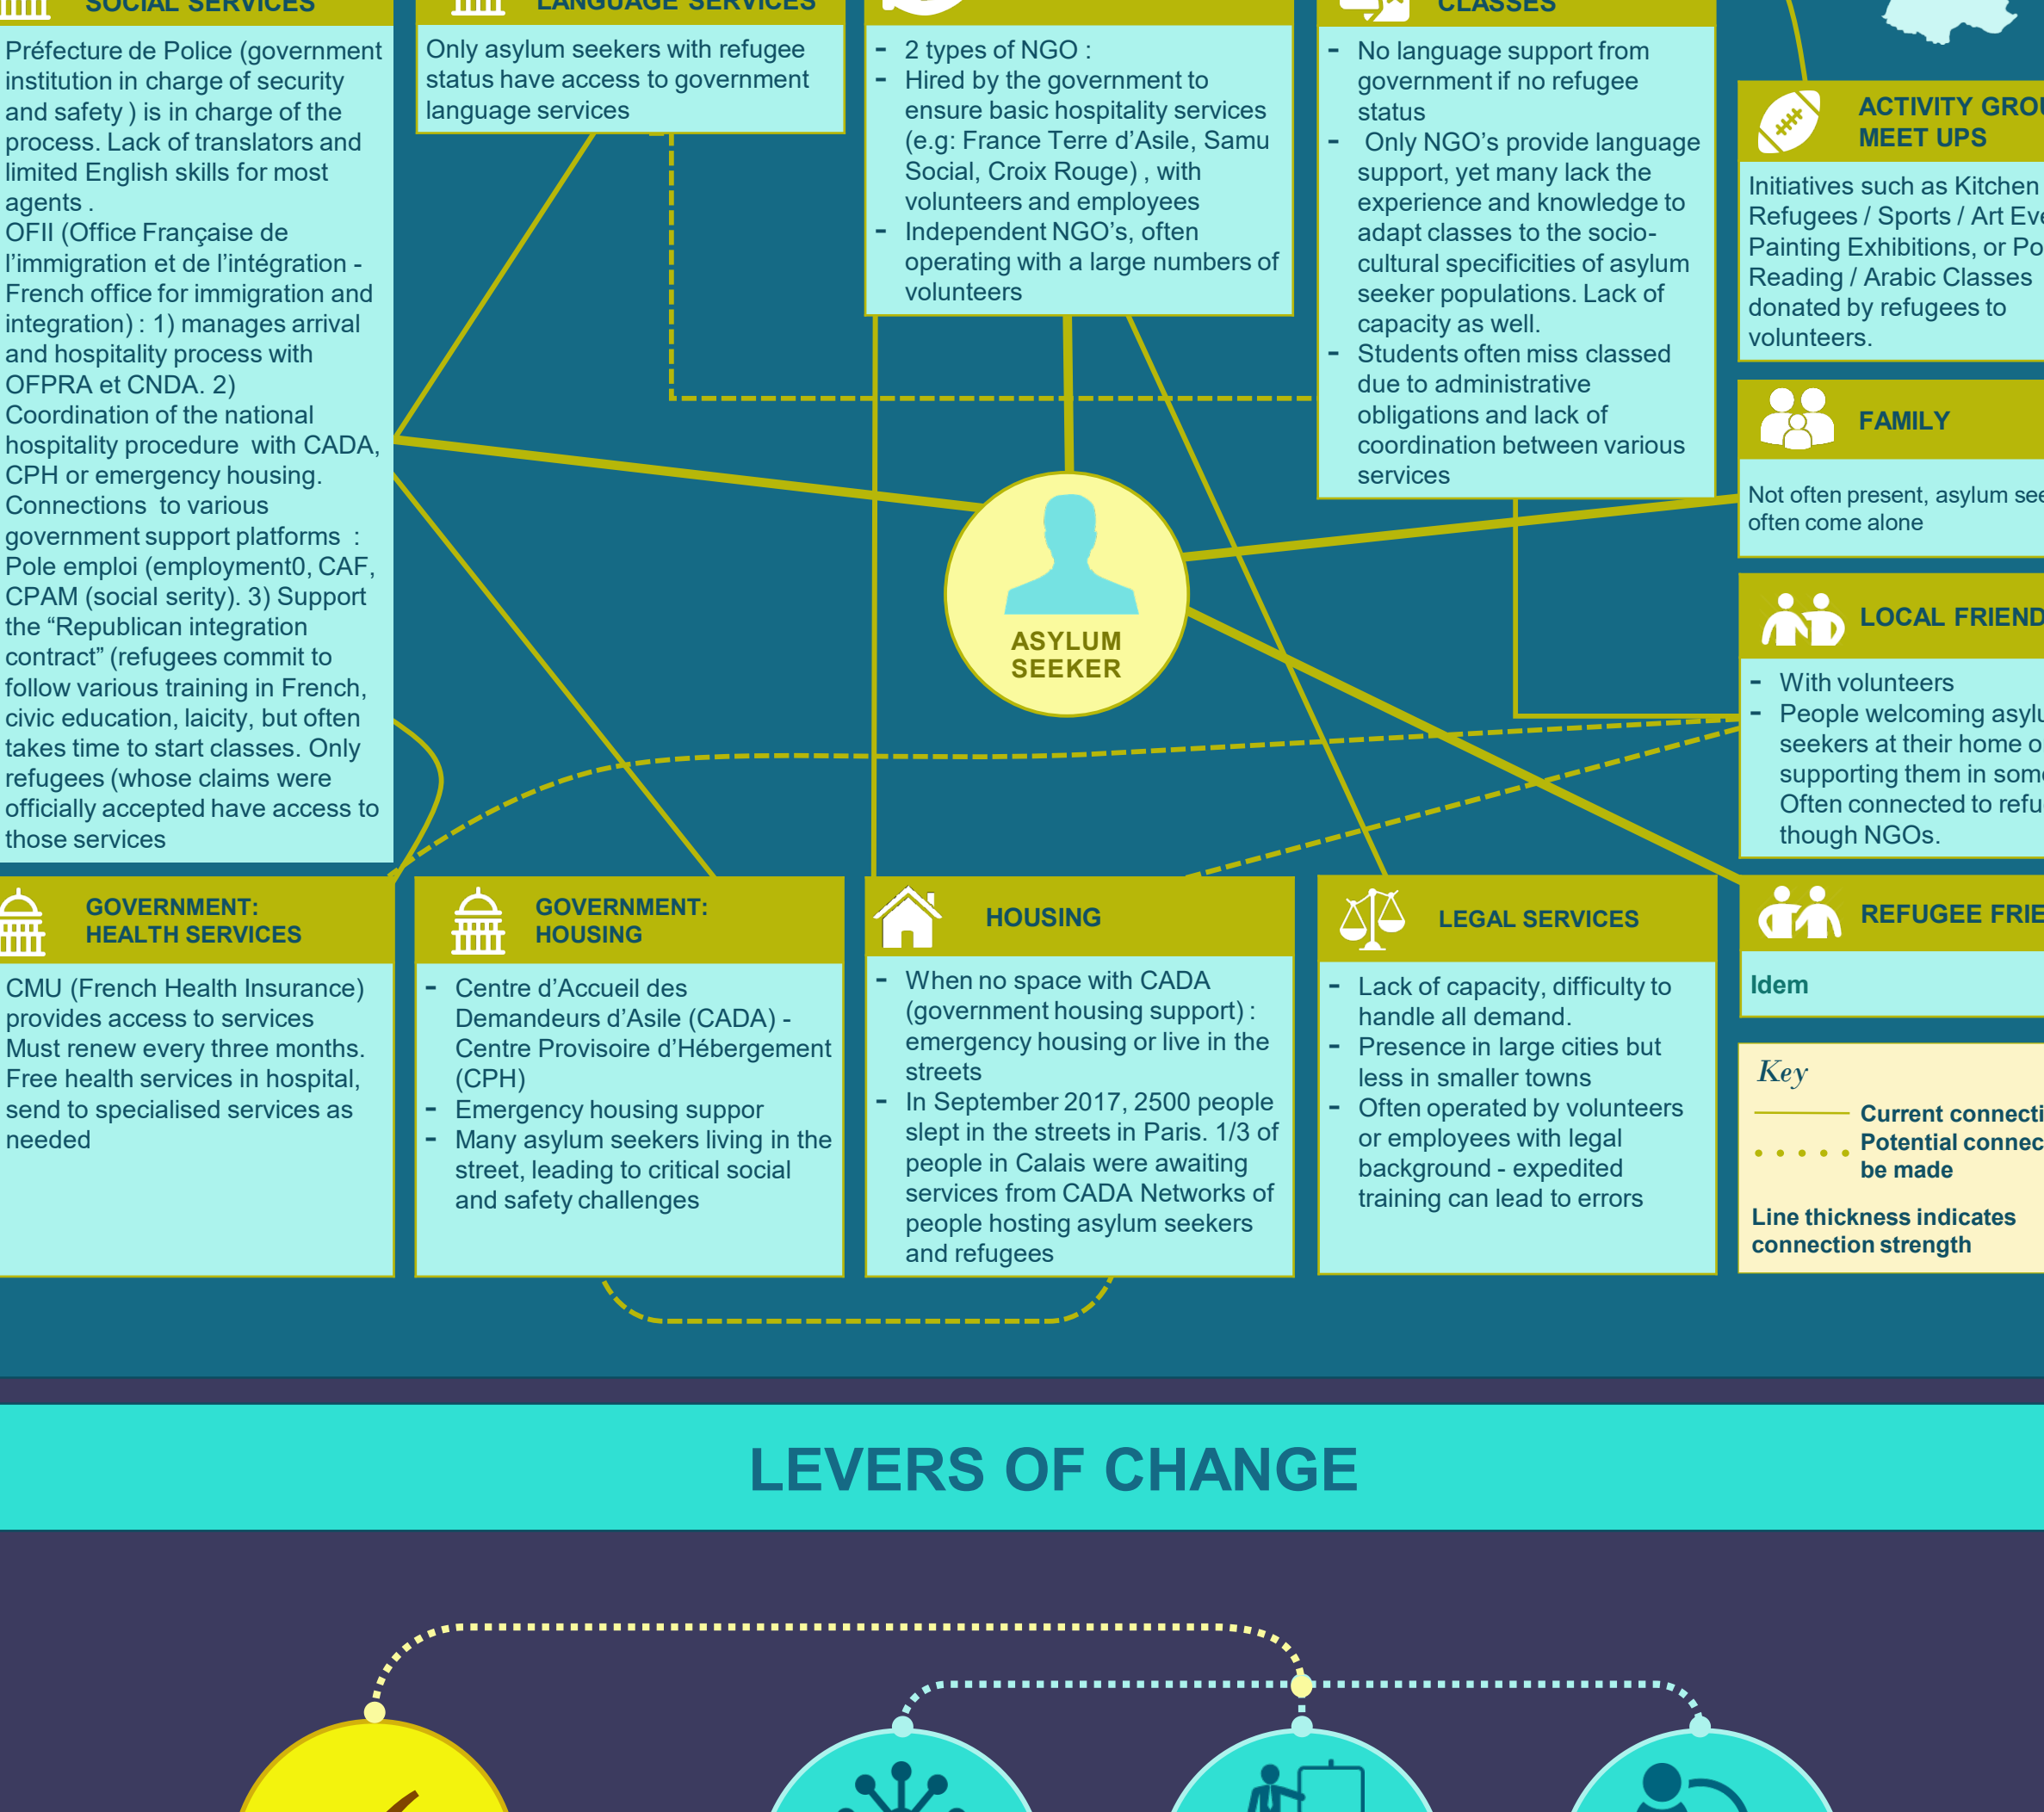 SOCIAL SERVICES
Préfecture de Police (government
institution in charge of security
and safety ) is in charge of the
process. Lack of translators and
limited English skills for most
agents .
OFII (Office Française de
l’immigration et de l’intégration -
French office for immigration and
integration) : 1) manages arrival
and hospitality process with
OFPRA et CNDA. 2)
Coordination of the national
hospitality procedure with CADA,
CPH or emergency housing.
Connections to various
government support platforms :
Pole emploi (employment0, CAF,
CPAM (social serity). 3) Support
the “Republican integration
contract” (refugees commit to
follow various training in French,
civic education, laicity, but often
takes time to start classes. Only
refugees (whose claims were
officially accepted have access to
those services
LANGUAGE SERVICES
Only asylum seekers with refugee
status have access to government
language services
- 2 types of NGO :
- Hired by the government to
ensure basic hospitality services
(e.g: France Terre d’Asile, Samu
Social, Croix Rouge) , with
volunteers and employees
- Independent NGO’s, often
operating with a large numbers of
volunteers
CLASSES
- No language support from
government if no refugee
status
- Only NGO’s provide language
support, yet many lack the
experience and knowledge to
adapt classes to the socio-
cultural specificities of asylum
seeker populations. Lack of
capacity as well.
- Students often miss classed
due to administrative
obligations and lack of
coordination between various
services
ACTIVITY
MEET UPS
Initiatives such as Kitchen
Refugees / Sports / Art
Painting Exhibitions, or
Reading / Arabic Classes
donated by refugees to
volunteers.
FAMILY
Not often present, asylum
often come alone
ASYLUM
SEEKER
LOCAL
- With volunteers
- People welcoming
seekers at their home
supporting them in
Often connected to
though NGOs.
GOVERNMENT:
HEALTH SERVICES
CMU (French Health Insurance)
provides access to services
Must renew every three months.
Free health services in hospital,
send to specialised services as
needed
GOVERNMENT:
HOUSING
- Centre d’Accueil des
Demandeurs d’Asile (CADA) -
Centre Provisoire d’Hébergement
(CPH)
- Emergency housing suppor
- Many asylum seekers living in the
street, leading to critical social
and safety challenges
HOUSING
- When no space with CADA
(government housing support) :
emergency housing or live in the
streets
- In September 2017, 2500 people
slept in the streets in Paris. 1/3 of
people in Calais were awaiting
services from CADA Networks of
people hosting asylum seekers
and refugees
LEGAL SERVICES
- Lack of capacity, difficulty to
handle all demand.
- Presence in large cities but
less in smaller towns
- Often operated by volunteers
or employees with legal
background - expedited
training can lead to errors
REFUGEE
Idem
Key
Current
Potential
be made
Line thickness indicates
connection strength
LEVERS OF CHANGE